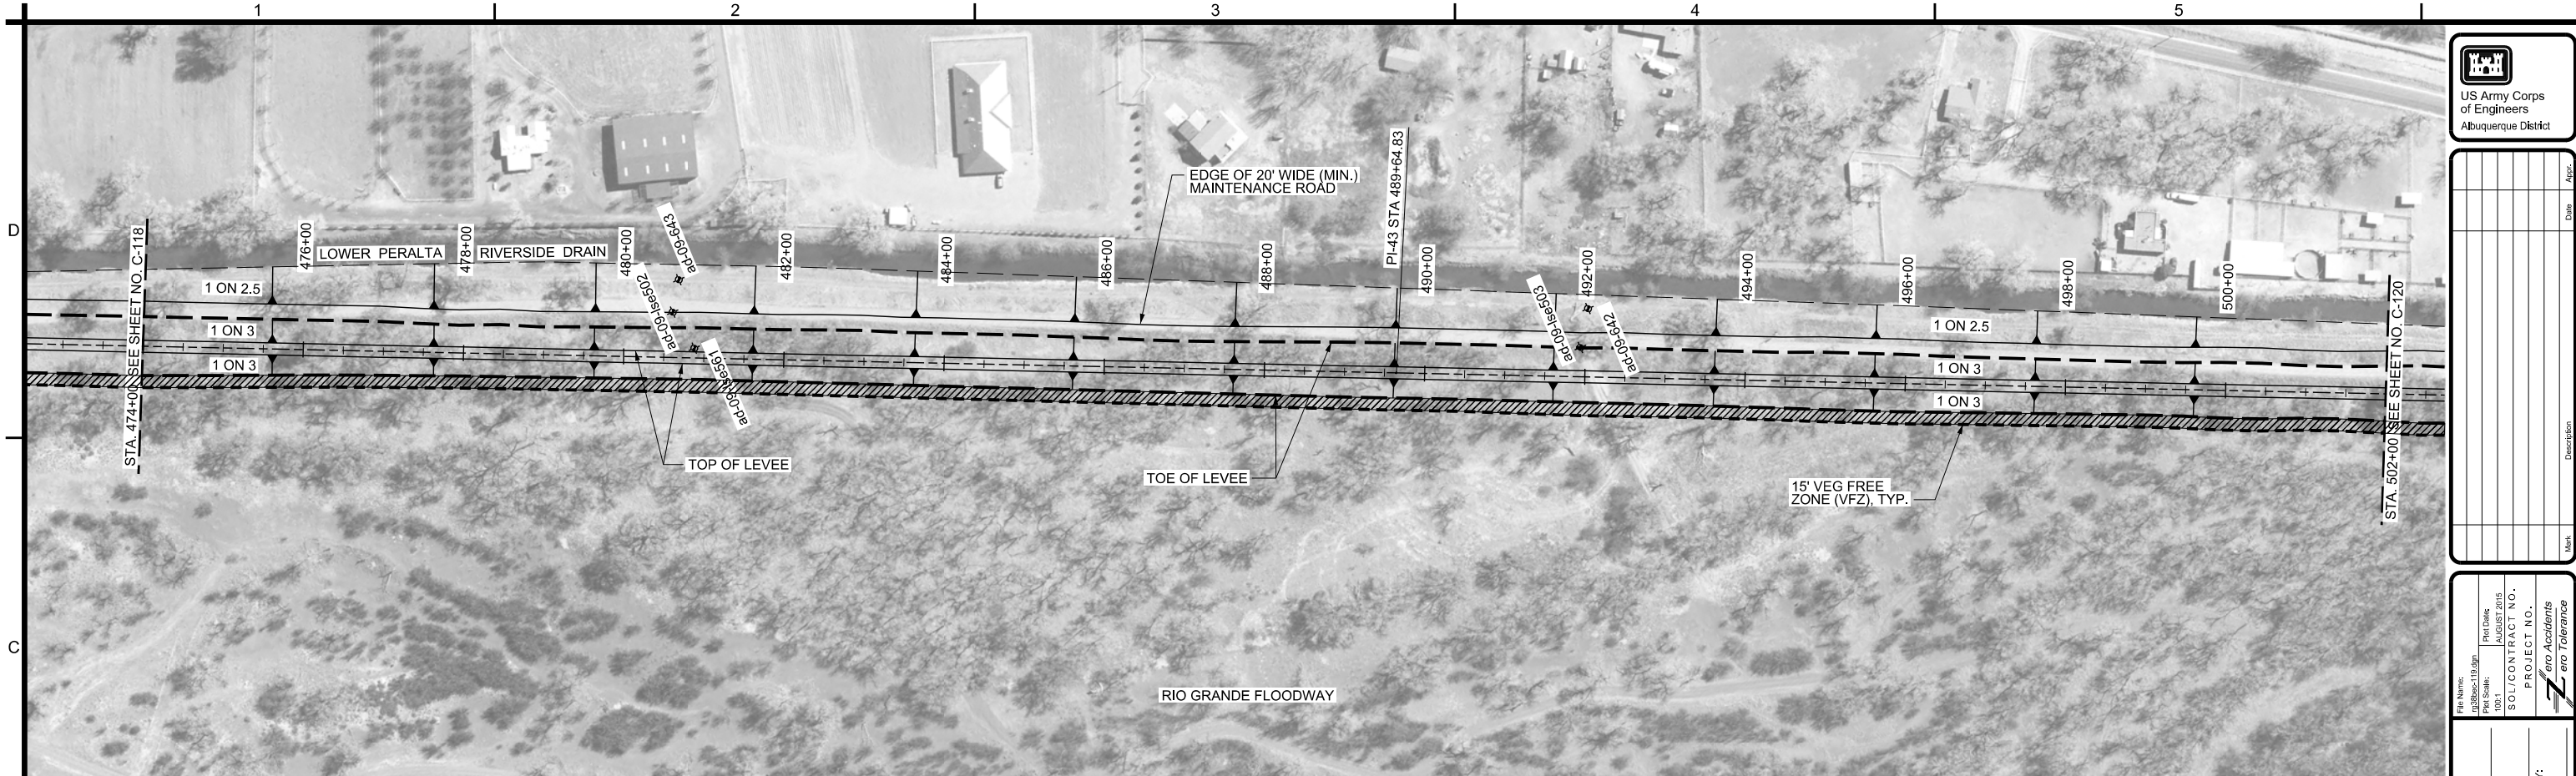 1
2
3
4
5
US Army Corps
of Engineers
Albuquerque District
PI-43 STA 489+64.83
EDGE OF 20' WIDE (MIN.)
MAINTENANCE ROAD
D
STA. 474+00 SEE SHEET NO. C-118
476+00
LOWER PERALTA
478+00
RIVERSIDE DRAIN
480+00
ad-09-643
482+00
484+00
486+00
488+00
490+00
492+00
494+00
496+00
498+00
500+00
STA. 502+00 SEE SHEET NO. C-120
1 ON 2.5
1 ON 3
1 ON 3
ad-09-lse502
ad-09-lse561
ad-09-lse503
ad-09-642
1 ON 2.5
1 ON 3
1 ON 3
TOP OF LEVEE
TOE OF LEVEE
15' VEG FREE
ZONE (VFZ), TYP.
C
RIO GRANDE FLOODWAY
Appr.
Date
Description
Mark
File Name:
rg38bec-119.dgn
Plot Scale:
100:1
Plot Date:
AUGUST 2015
SOL/CONTRACT NO.
PROJECT NO.
Zero Accidents
Zero Tolerance